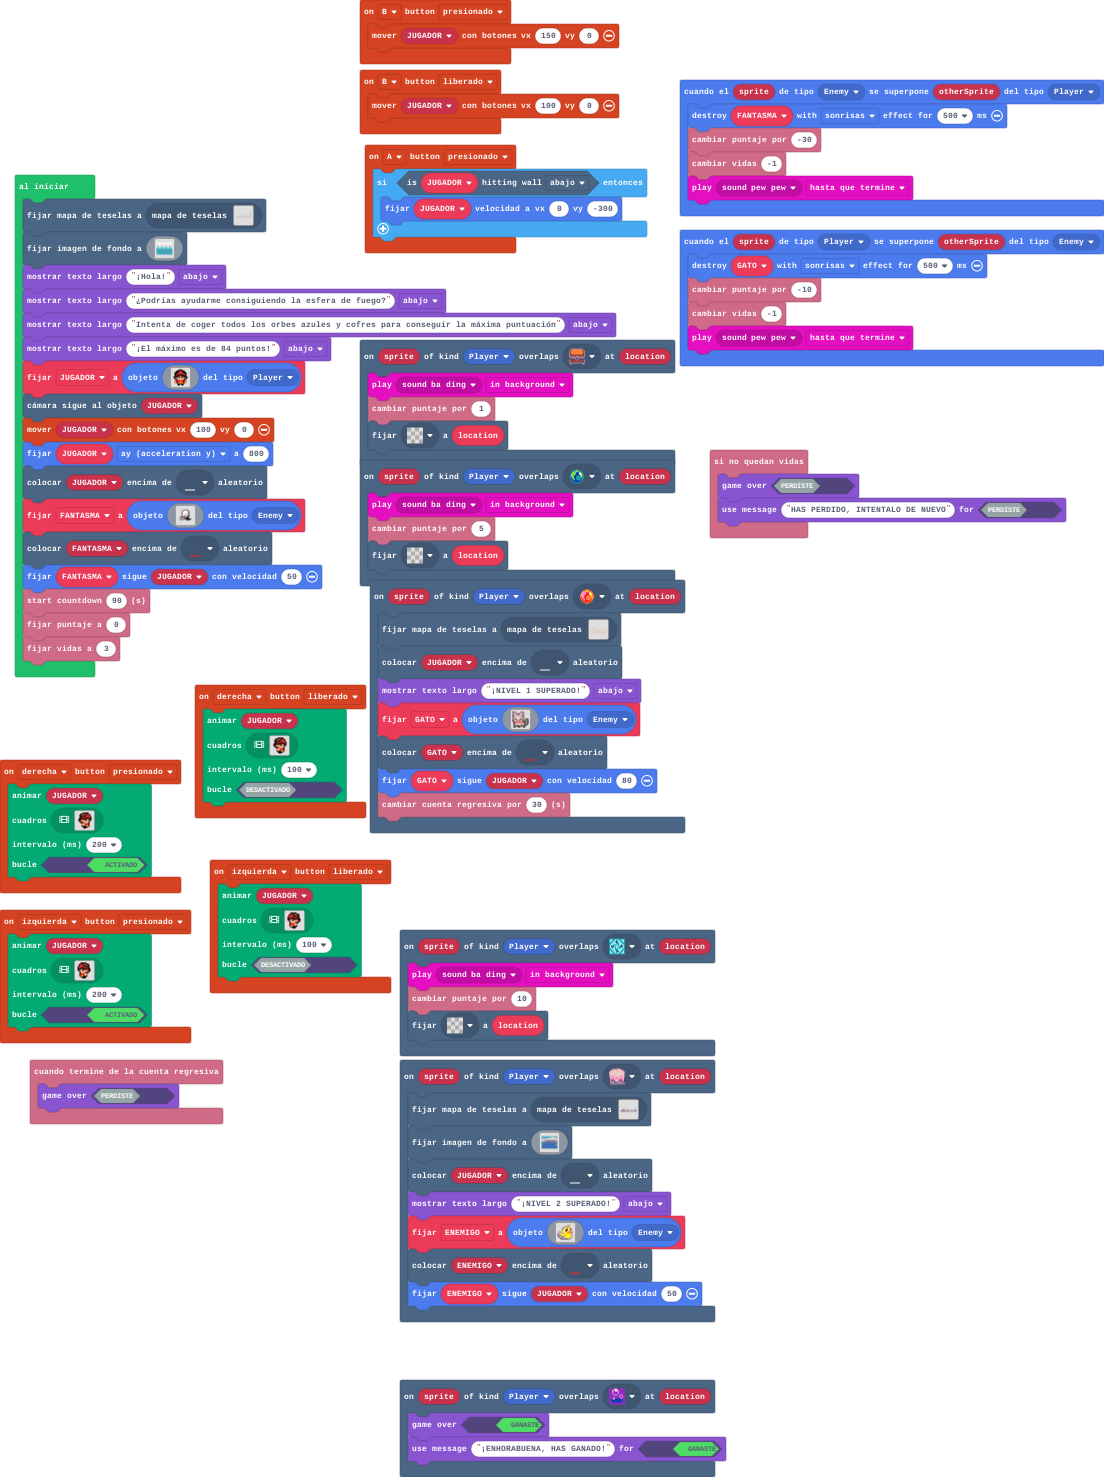 on B button presionado
mover JUGADOR con botones vx 150 vy 0
on B button liberado
mover JUGADOR con botones vx 100 vy 0
on A button presionado
si is JUGADOR hitting wall abajo entonces
fijar JUGADOR velocidad a vx 0 vy -300
cuando el sprite de tipo Enemy se superpone otherSprite del tipo Player
destroy FANTASMA with sonrisas effect for 500 ms
cambiar puntaje por -30
cambiar vidas -1
play sound pew pew hasta que termine
cuando el sprite de tipo Player se superpone otherSprite del tipo Enemy
destroy GATO with sonrisas effect for 500 ms
cambiar puntaje por -10
cambiar vidas -1
play sound pew pew hasta que termine
al iniciar
fijar mapa de teselas a mapa de teselas
fijar imagen de fondo a
mostrar texto largo "¡Hola!" abajo
mostrar texto largo "¿Podrias ayudarme consiguiendo la esfera de fuego?" abajo
mostrar texto largo "Intenta de coger todos los orbes azules y cofres para conseguir la máxima puntuación" abajo
mostrar texto largo "¡El máximo es de 84 puntos!" abajo
fijar JUGADOR a objeto del tipo Player
cámara sigue al objeto JUGADOR
mover JUGADOR con botones vx 100 vy 0
fijar JUGADOR ay (acceleration y) a 800
colocar JUGADOR encima de aleatorio
fijar FANTASMA a objeto del tipo Enemy
colocar FANTASMA encima de aleatorio
fijar FANTASMA sigue JUGADOR con velocidad 50
start countdown 90 (s)
fijar puntaje a 0
fijar vidas a 3
on sprite of kind Player overlaps at location
play sound ba ding in background
cambiar puntaje por 1
fijar a location
on sprite of kind Player overlaps at location
play sound ba ding in background
cambiar puntaje por 5
fijar a location
si no quedan vidas
game over PERDISTE
use message "HAS PERDIDO, INTENTALO DE NUEVO" for PERDISTE
on sprite of kind Player overlaps at location
fijar mapa de teselas a mapa de teselas
colocar JUGADOR encima de aleatorio
mostrar texto largo "¡NIVEL 1 SUPERADO!" abajo
fijar GATO a objeto del tipo Enemy
colocar GATO encima de aleatorio
fijar GATO sigue JUGADOR con velocidad 80
cambiar cuenta regresiva por 30 (s)
on derecha button liberado
animar JUGADOR
cuadros
intervalo (ms) 100
bucle DESACTIVADO
on derecha button presionado
animar JUGADOR
cuadros
intervalo (ms) 200
bucle ACTIVADO
on izquierda button liberado
animar JUGADOR
cuadros
intervalo (ms) 100
bucle DESACTIVADO
on izquierda button presionado
animar JUGADOR
cuadros
intervalo (ms) 200
bucle ACTIVADO
cuando termine de la cuenta regresiva
game over PERDISTE
on sprite of kind Player overlaps at location
play sound ba ding in background
cambiar puntaje por 10
fijar a location
on sprite of kind Player overlaps at location
fijar mapa de teselas a mapa de teselas
fijar imagen de fondo a
colocar JUGADOR encima de aleatorio
mostrar texto largo "¡NIVEL 2 SUPERADO!" abajo
fijar ENEMIGO a objeto del tipo Enemy
colocar ENEMIGO encima de aleatorio
fijar ENEMIGO sigue JUGADOR con velocidad 50
on sprite of kind Player overlaps at location
game over GANASTE
use message "¡ENHORABUENA, HAS GANADO!" for GANASTE